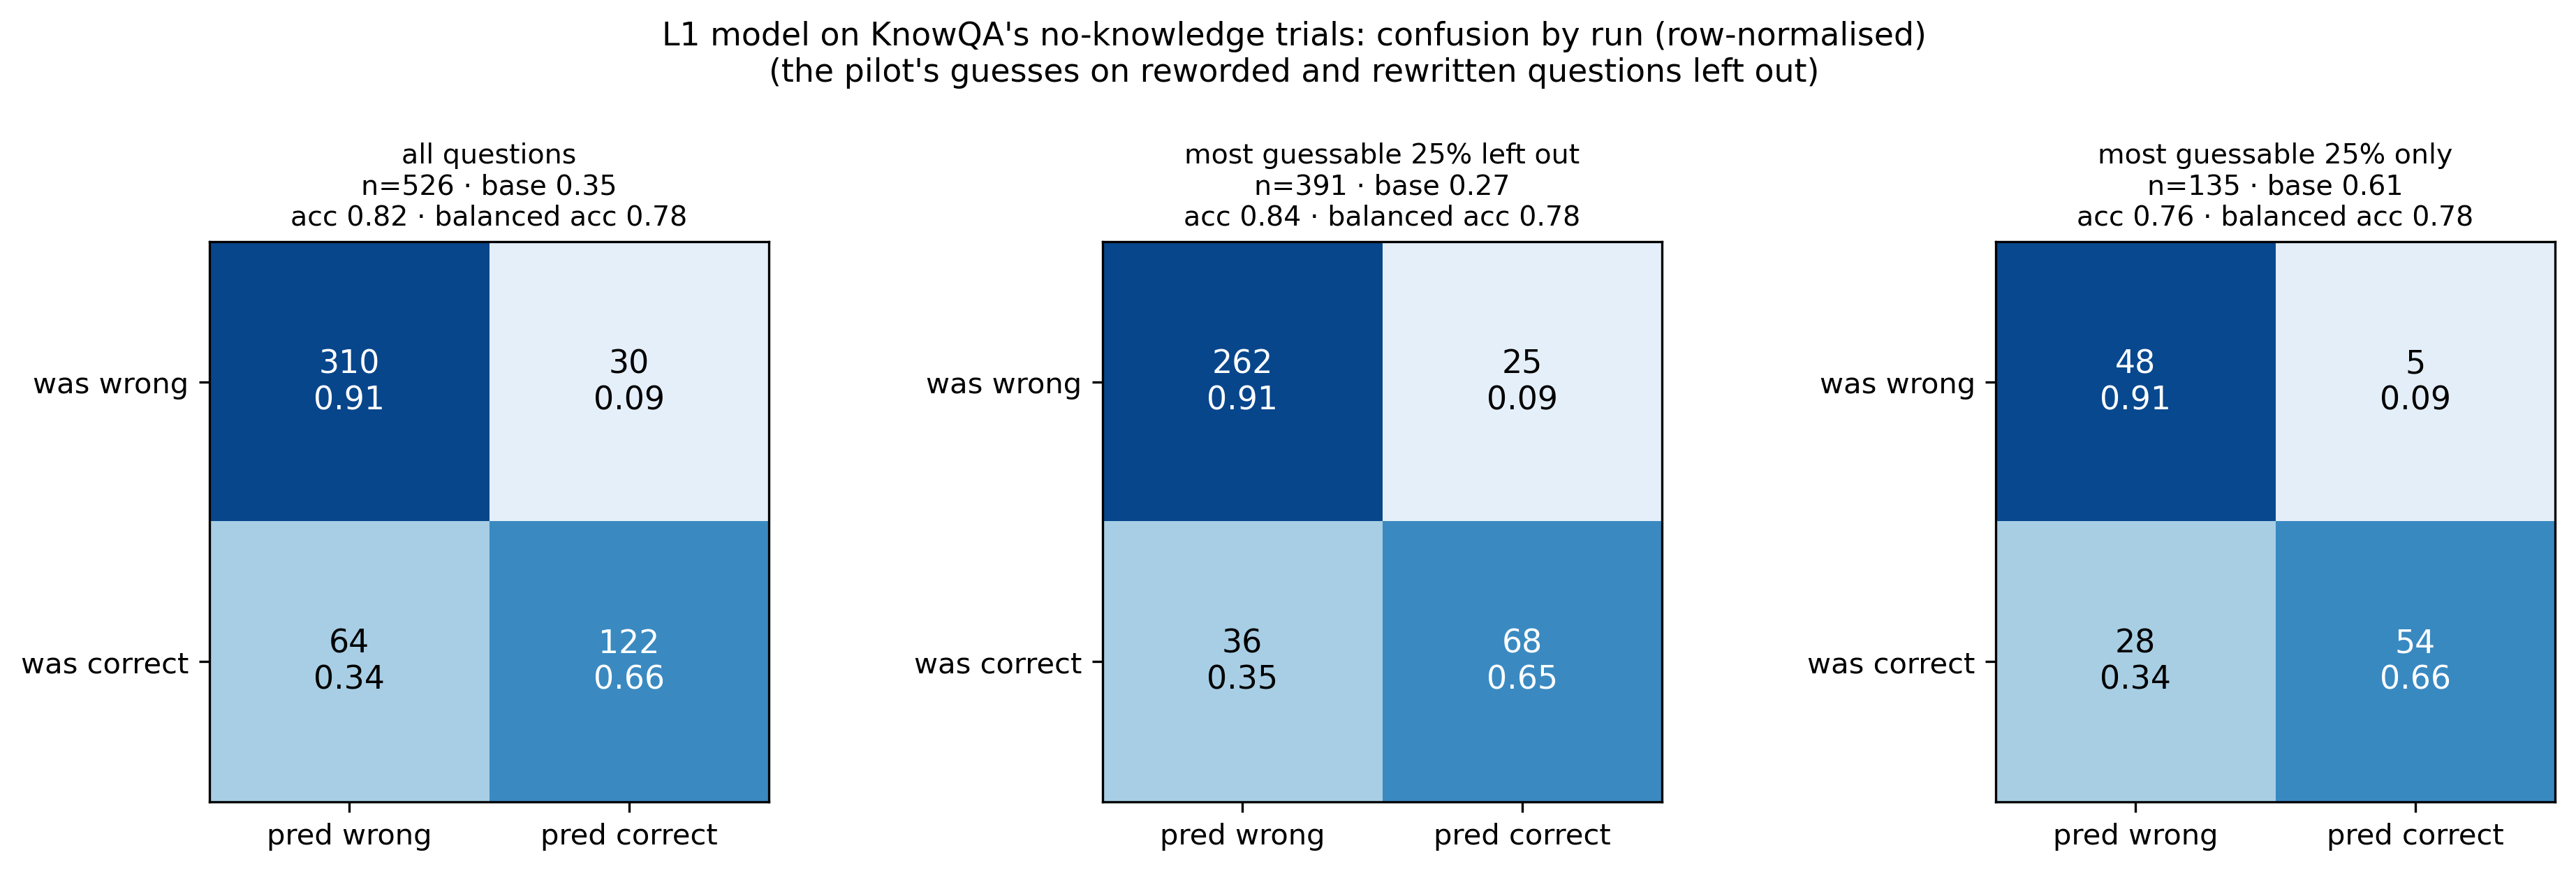 L1 model on KnowQA's no-knowledge trials: confusion by run (row-normalised)
(the pilot's guesses on reworded and rewritten questions left out)
all questions
n=526 · base 0.35
acc 0.82 · balanced acc 0.78
was wrong
310
0.91
30
0.09
was correct
64
0.34
122
0.66
pred wrong
pred correct
most guessable 25% left out
n=391 · base 0.27
acc 0.84 · balanced acc 0.78
was wrong
262
0.91
25
0.09
was correct
36
0.35
68
0.65
pred wrong
pred correct
most guessable 25% only
n=135 · base 0.61
acc 0.76 · balanced acc 0.78
was wrong
48
0.91
5
0.09
was correct
28
0.34
54
0.66
pred wrong
pred correct